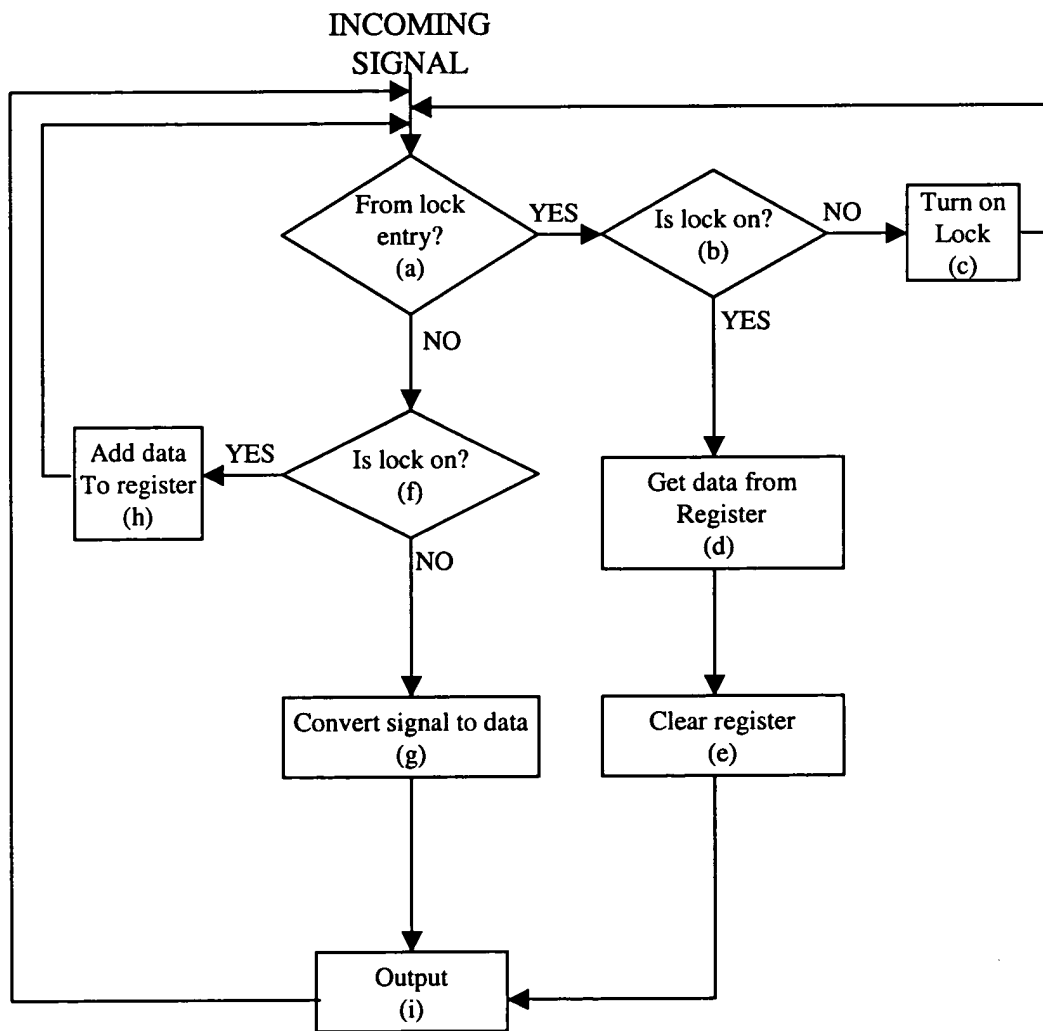 INCOMING
SIGNAL
From lock
entry?
(a)
YES
Is lock on?
(b)
NO
Turn on
Lock
(c)
NO
YES
Add data
To register
(h)
YES
Is lock on?
(f)
Get data from
Register
(d)
NO
Convert signal to data
(g)
Clear register
(e)
Output
(i)